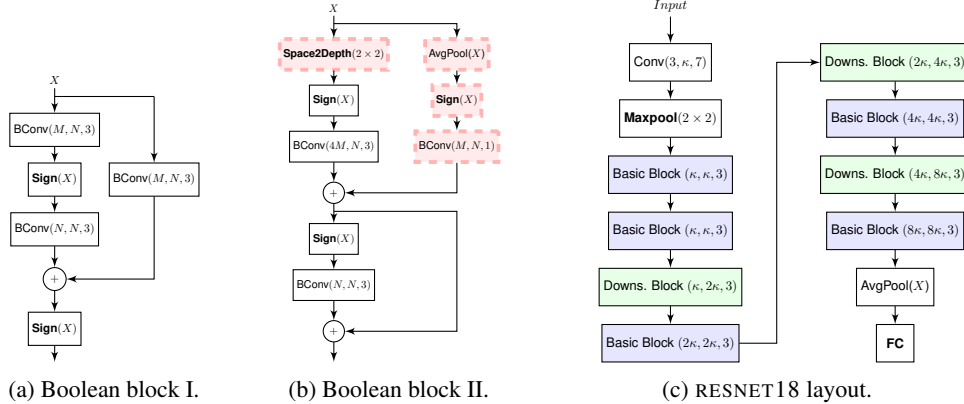 X
BConv(M, N, 3)
Sign(X)
BConv(M, N, 3)
BConv(N, N, 3)
+
Sign(X)
(a) Boolean block I.
X
Space2Depth(2 × 2)
AvgPool(X)
Sign(X)
Sign(X)
BConv(4M, N, 3)
BConv(M, N, 1)
+
Sign(X)
BConv(N, N, 3)
+
(b) Boolean block II.
Input
Conv(3, κ, 7)
Maxpool(2 × 2)
Basic Block (κ, κ, 3)
Basic Block (κ, κ, 3)
Downs. Block (κ, 2κ, 3)
Basic Block (2κ, 2κ, 3)
Downs. Block (2κ, 4κ, 3)
Basic Block (4κ, 4κ, 3)
Downs. Block (4κ, 8κ, 3)
Basic Block (8κ, 8κ, 3)
AvgPool(X)
FC
(c) RESNET18 layout.